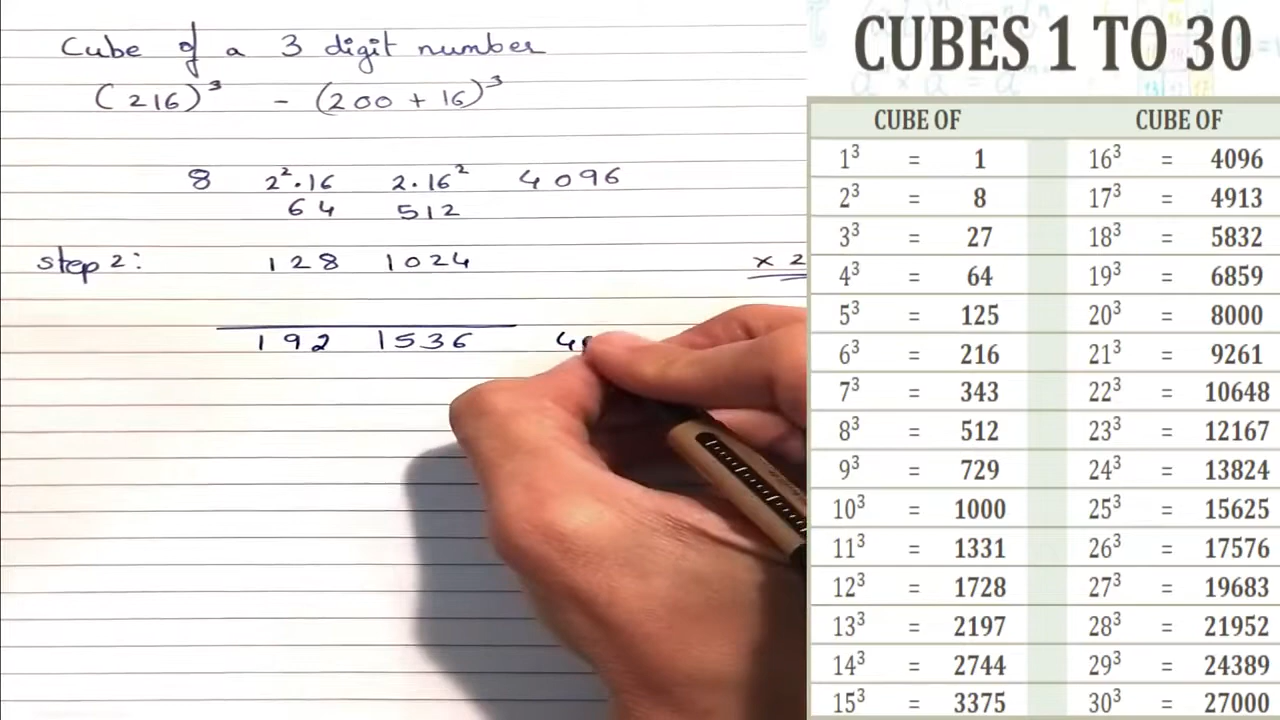 Cube of a 3 digit number
(216)³ - (200 + 16)³
8 2²·16 2·16² 4096
64 512
step 2: 128 1024 × 2
192 1536 4
CUBES 1 TO 30
CUBE OF CUBE OF
1³ = 1 16³ = 4096
2³ = 8 17³ = 4913
3³ = 27 18³ = 5832
4³ = 64 19³ = 6859
5³ = 125 20³ = 8000
6³ = 216 21³ = 9261
7³ = 343 22³ = 10648
8³ = 512 23³ = 12167
9³ = 729 24³ = 13824
10³ = 1000 25³ = 15625
11³ = 1331 26³ = 17576
12³ = 1728 27³ = 19683
13³ = 2197 28³ = 21952
14³ = 2744 29³ = 24389
15³ = 3375 30³ = 27000